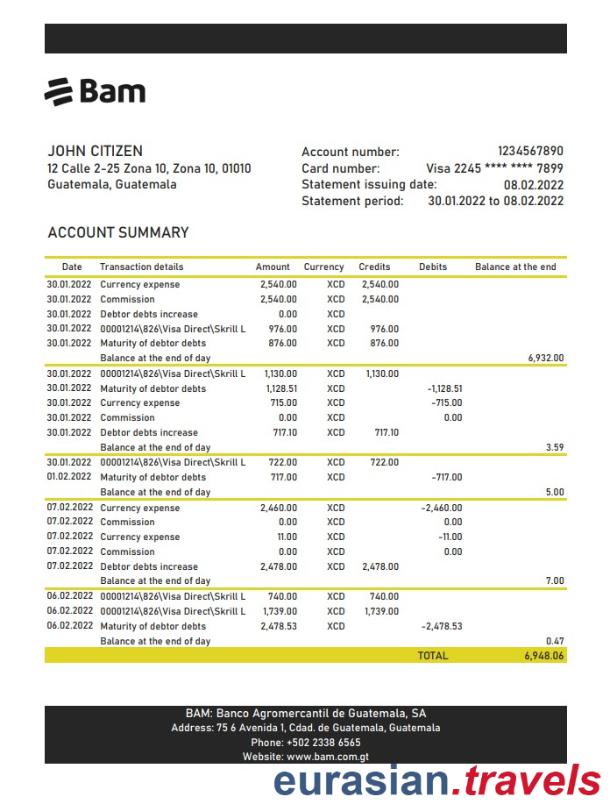 Bam
JOHN CITIZEN
12 Calle 2-25 Zona 10, Zona 10, 01010
Guatemala, Guatemala
Account number: 1234567890
Card number: Visa 2245 **** **** 7899
Statement issuing date: 08.02.2022
Statement period: 30.01.2022 to 08.02.2022
ACCOUNT SUMMARY
Date Transaction details Amount Currency Credits Debits Balance at the end
30.01.2022 Currency expense 2,540.00 XCD 2,540.00
30.01.2022 Commission 2,540.00 XCD 2,540.00
30.01.2022 Debtor debts increase 0.00 XCD
30.01.2022 00001214\826\Visa Direct\Skrill L 976.00 XCD 976.00
30.01.2022 Maturity of debtor debts 876.00 XCD 876.00
Balance at the end of day 6,932.00
30.01.2022 00001214\826\Visa Direct\Skrill L 1,130.00 XCD 1,130.00
30.01.2022 Maturity of debtor debts 1,128.51 XCD -1,128.51
30.01.2022 Currency expense 715.00 XCD -715.00
30.01.2022 Commission 0.00 XCD 0.00
30.01.2022 Debtor debts increase 717.10 XCD 717.10
Balance at the end of day 3.59
30.01.2022 00001214\826\Visa Direct\Skrill L 722.00 XCD 722.00
01.02.2022 Maturity of debtor debts 717.00 XCD -717.00
Balance at the end of day 5.00
07.02.2022 Currency expense 2,460.00 XCD -2,460.00
07.02.2022 Commission 0.00 XCD 0.00
07.02.2022 Currency expense 11.00 XCD -11.00
07.02.2022 Commission 0.00 XCD 0.00
07.02.2022 Debtor debts increase 2,478.00 XCD 2,478.00
Balance at the end of day 7.00
06.02.2022 00001214\826\Visa Direct\Skrill L 740.00 XCD 740.00
06.02.2022 00001214\826\Visa Direct\Skrill L 1,739.00 XCD 1,739.00
06.02.2022 Maturity of debtor debts 2,478.53 XCD -2,478.53
Balance at the end of day 0.47
TOTAL 6,948.06
BAM: Banco Agromercantil de Guatemala, SA
Address: 75 6 Avenida 1, Cdad. de Guatemala, Guatemala
Phone: +502 2338 6565
Website: www.bam.com.gt
eurasian.travels